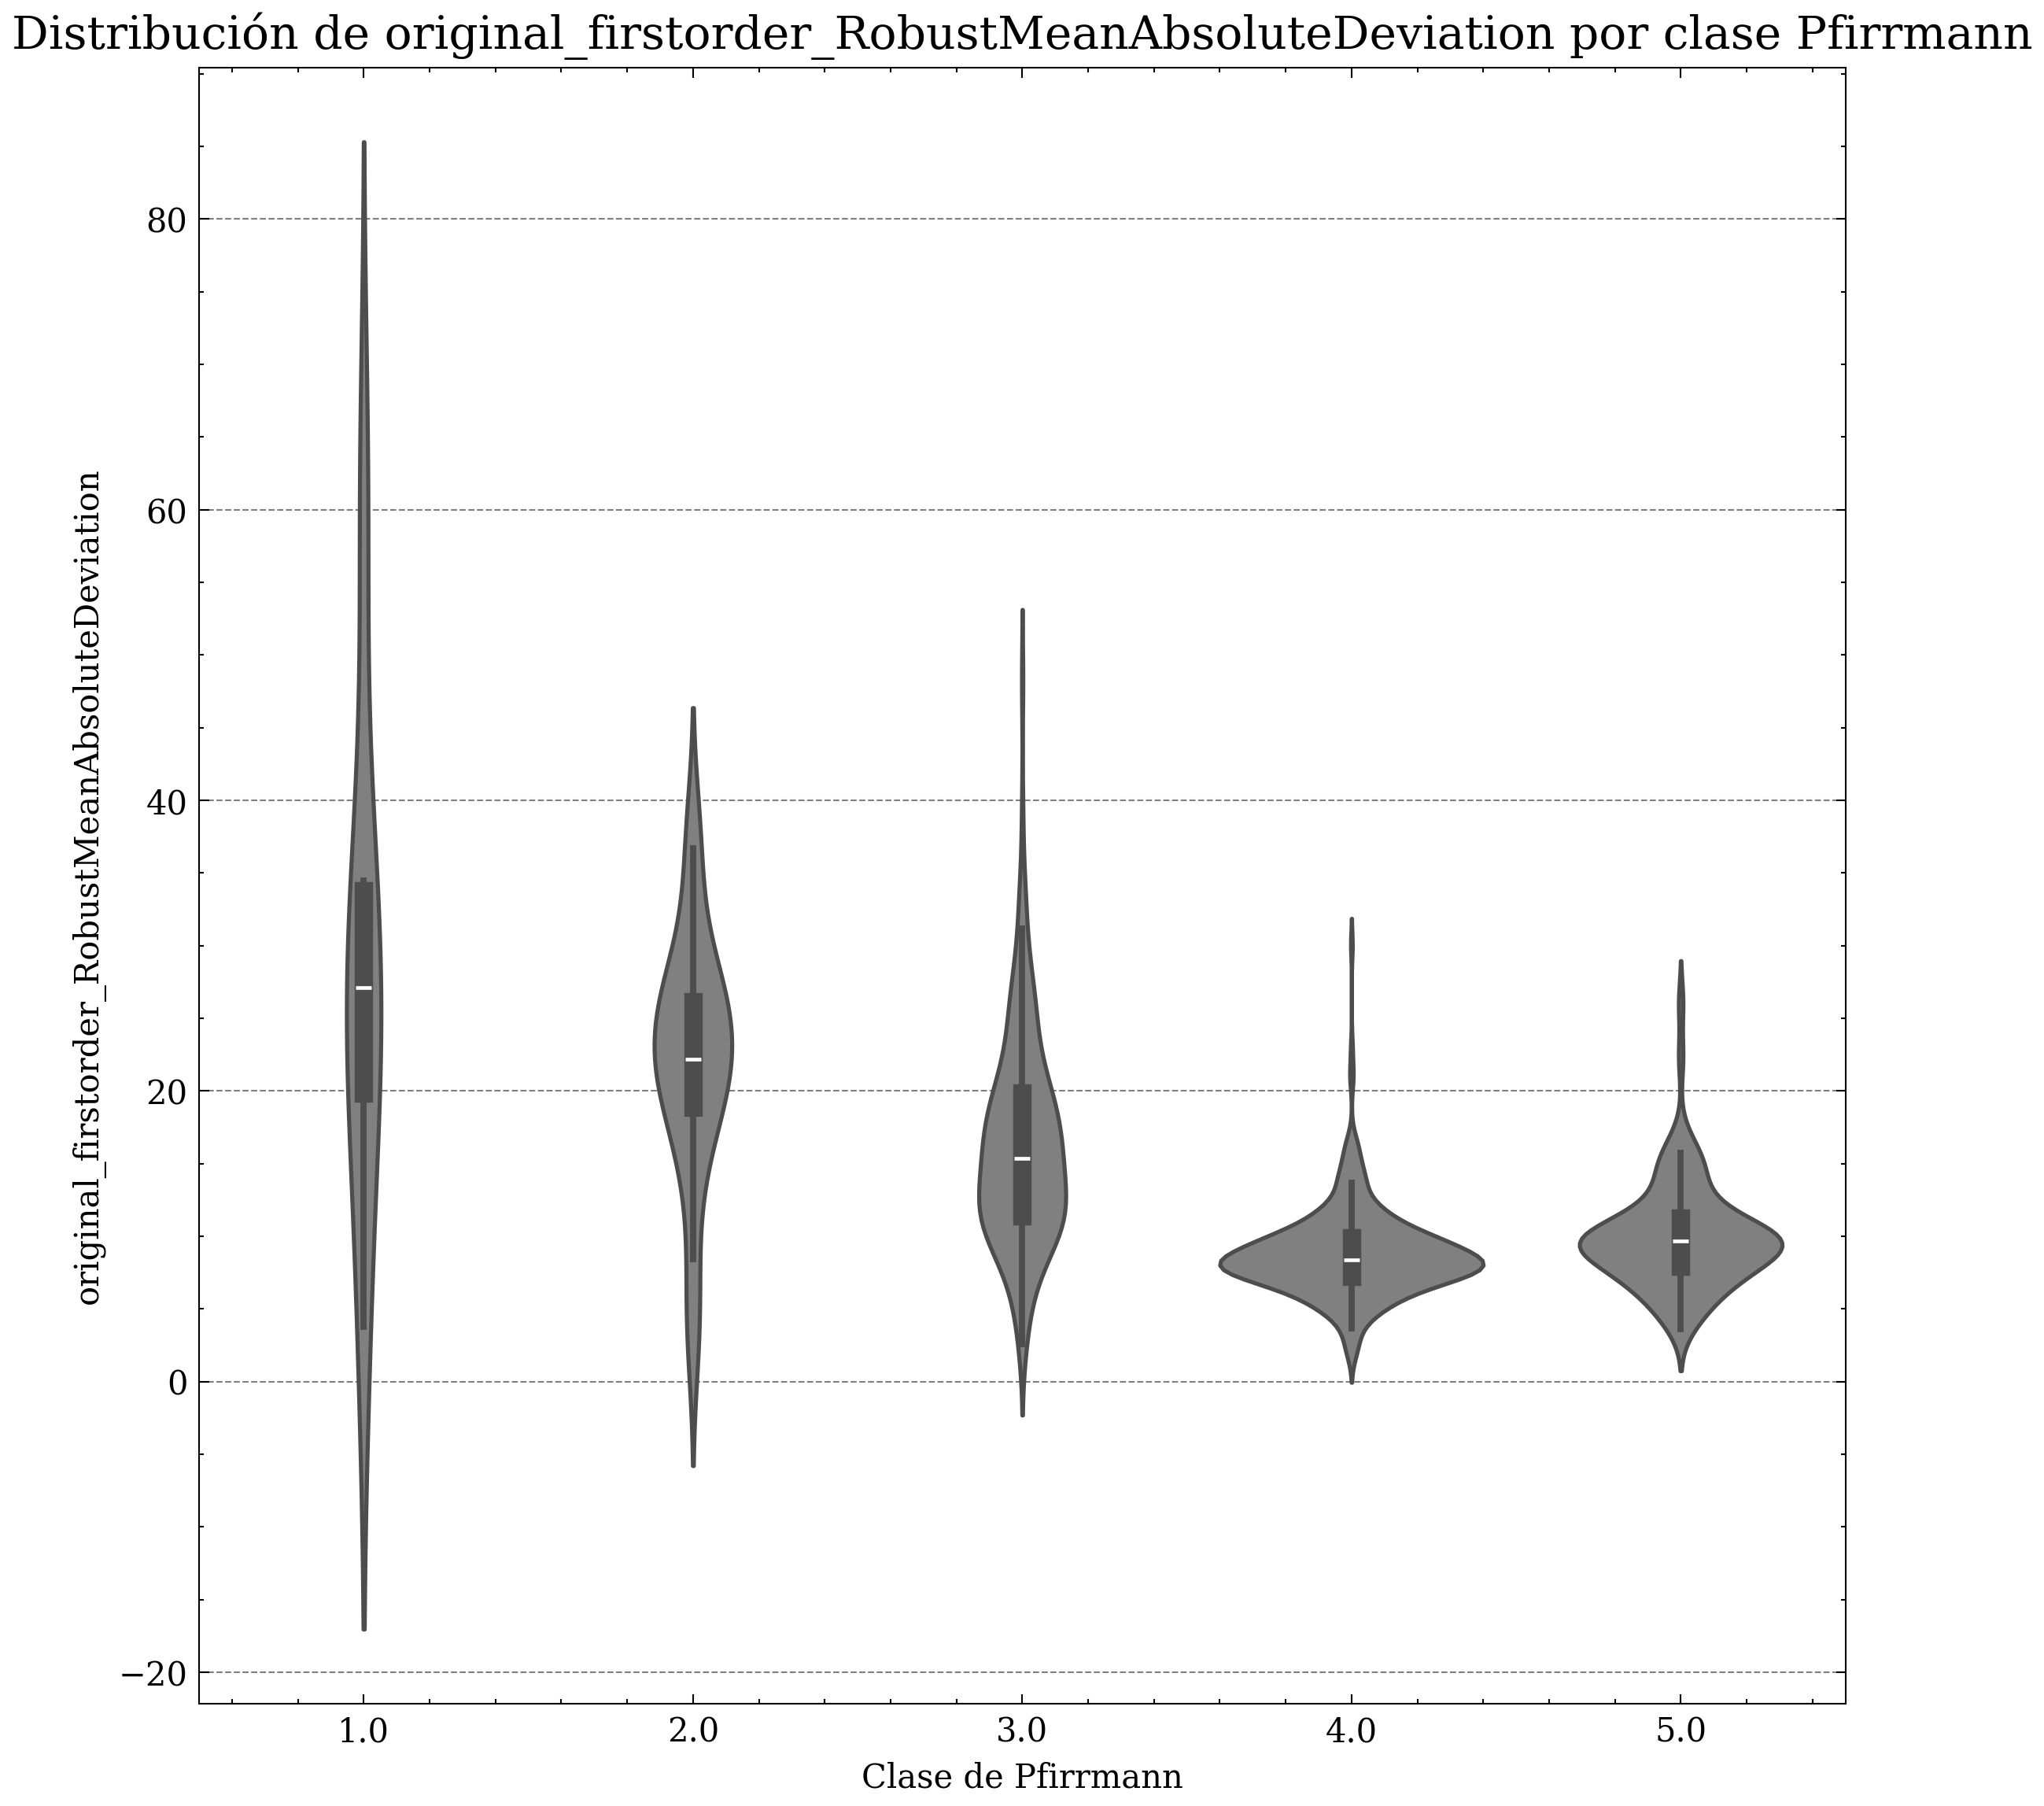 Distribución de original_firstorder_RobustMeanAbsoluteDeviation por clase Pfirrmann
original_firstorder_RobustMeanAbsoluteDeviation
80
60
40
20
0
−20
1.0 2.0 3.0 4.0 5.0
Clase de Pfirrmann